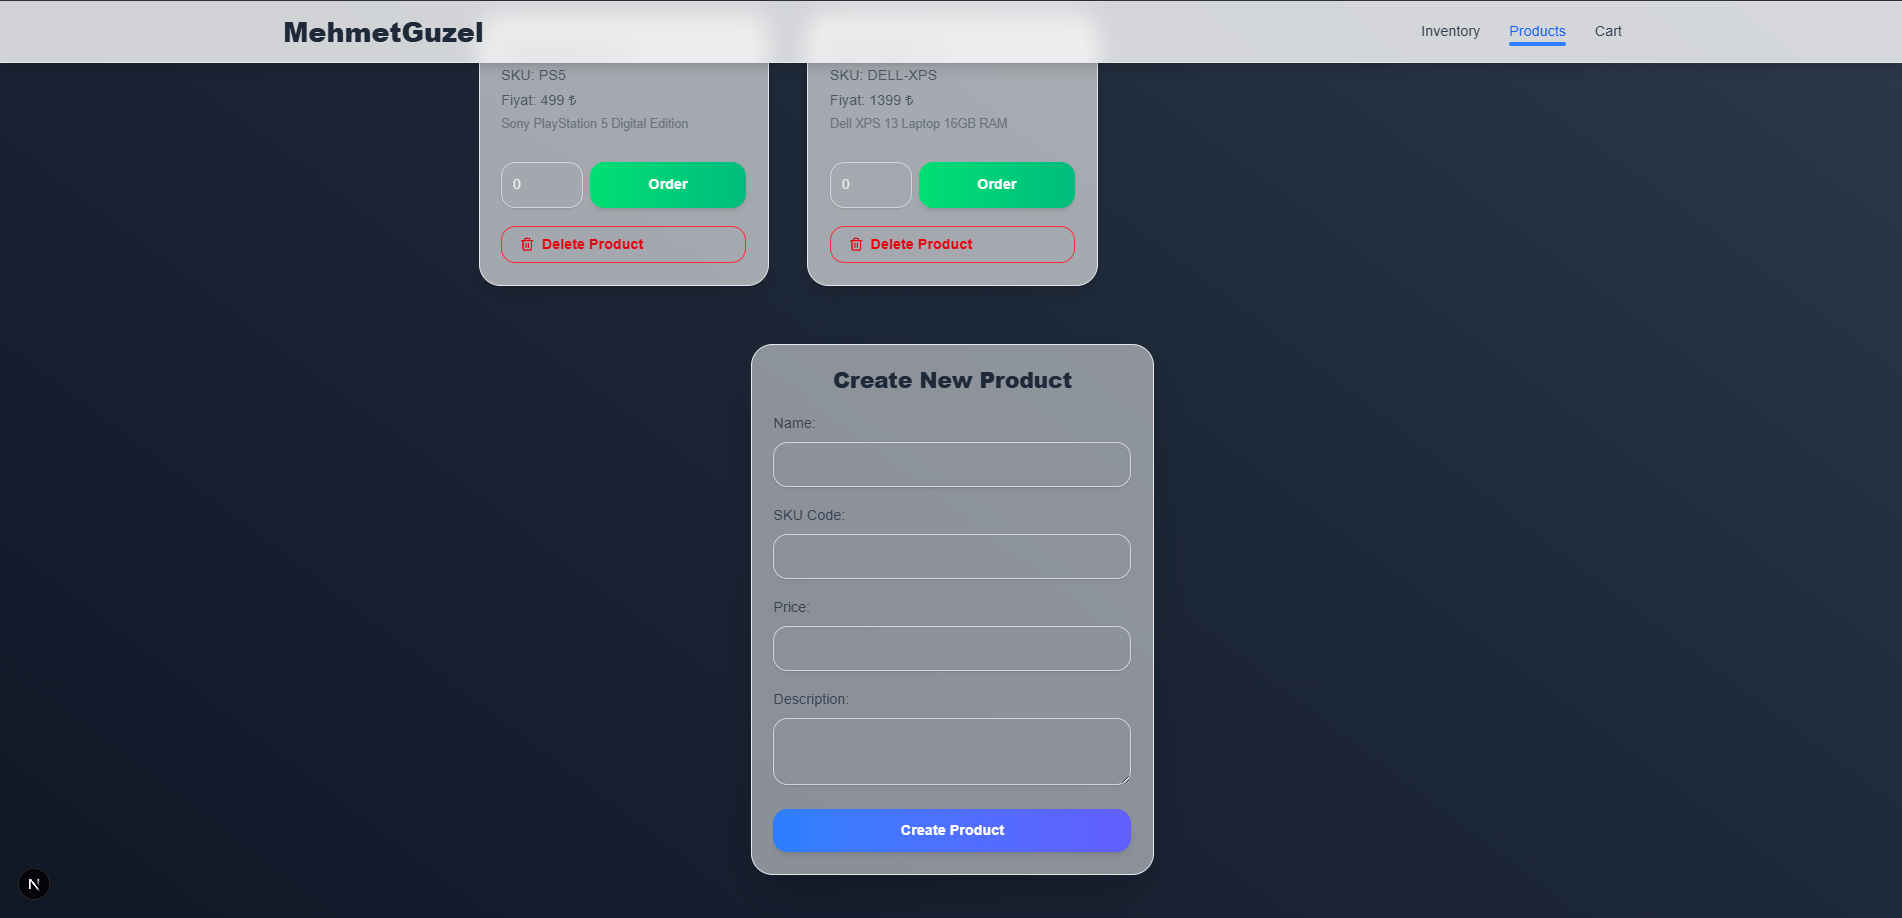 MehmetGuzel
Inventory Products Cart
SKU: PS5
Fiyat: 499 ₺
Sony PlayStation 5 Digital Edition
0 Order
Delete Product
SKU: DELL-XPS
Fiyat: 1399 ₺
Dell XPS 13 Laptop 16GB RAM
0 Order
Delete Product
Create New Product
Name:
SKU Code:
Price:
Description:
Create Product
N